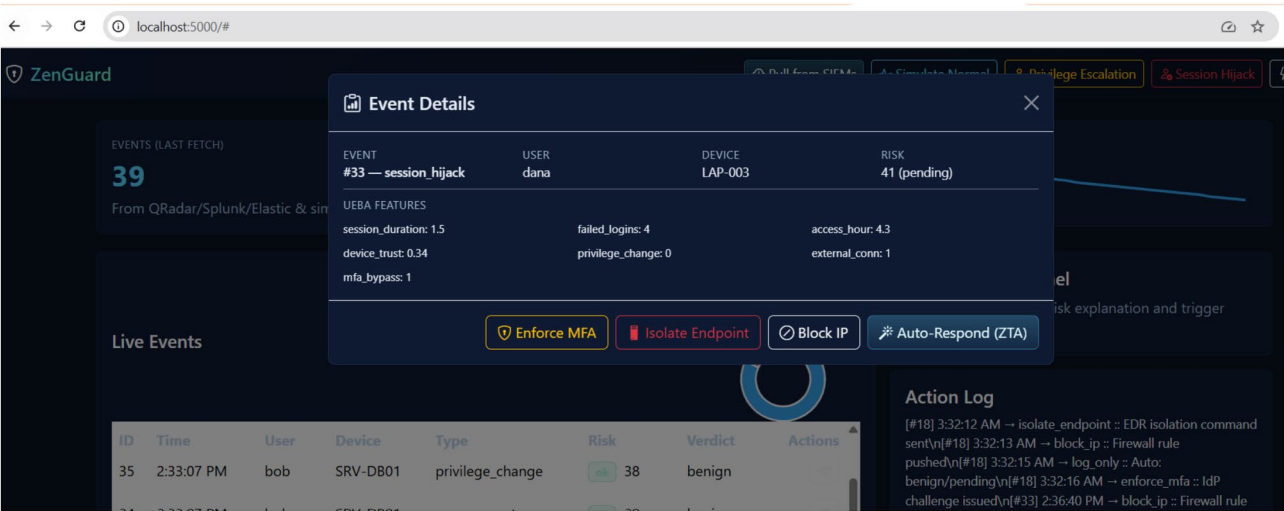 localhost:5000/#
ZenGuard
Pull from SIEMs
Simulate Normal
Privilege Escalation
Session Hijack
Event Details
EVENT USER DEVICE RISK
#33 — session_hijack dana LAP-003 41 (pending)
UEBA FEATURES
session_duration: 1.5 failed_logins: 4 access_hour: 4.3
device_trust: 0.34 privilege_change: 0 external_conn: 1
mfa_bypass: 1
Enforce MFA Isolate Endpoint Block IP Auto-Respond (ZTA)
EVENTS (LAST FETCH)
39
From QRadar/Splunk/Elastic &
isk explanation and trigger
Live Events
ID Time User Device Type Risk Verdict Actions
35 2:33:07 PM bob SRV-DB01 privilege_change ok 38 benign
Action Log
[#18] 3:32:12 AM → isolate_endpoint :: EDR isolation command
sent\n[#18] 3:32:13 AM → block_ip :: Firewall rule
pushed\n[#18] 3:32:15 AM → log_only :: Auto:
benign/pending\n[#18] 3:32:16 AM → enforce_mfa :: IdP
challenge issued\n[#33] 2:36:40 PM → block_ip :: Firewall rule